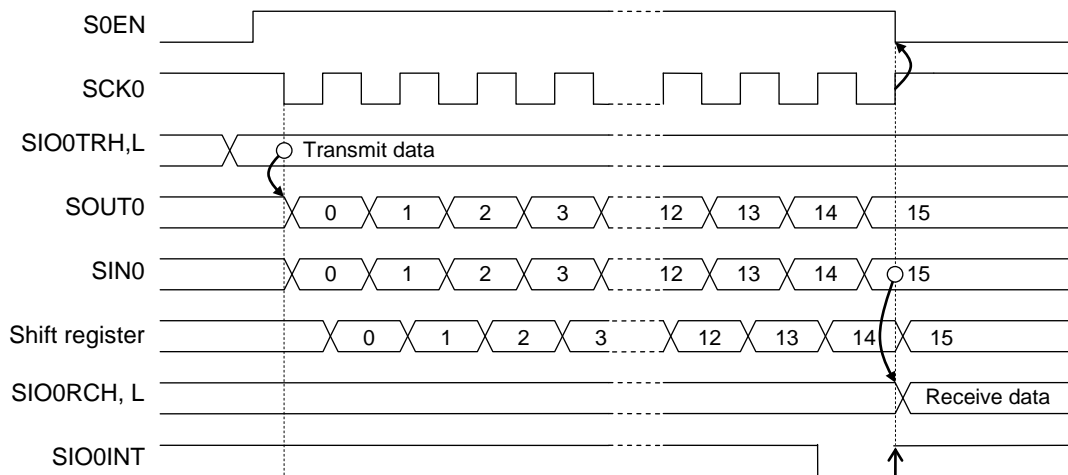 S0EN
SCK0
SIO0TRH,L Transmit data
SOUT0 0 1 2 3 12 13 14 15
SIN0 0 1 2 3 12 13 14 15
Shift register 0 1 2 3 12 13 14 15
SIO0RCH, L Receive data
SIO0INT